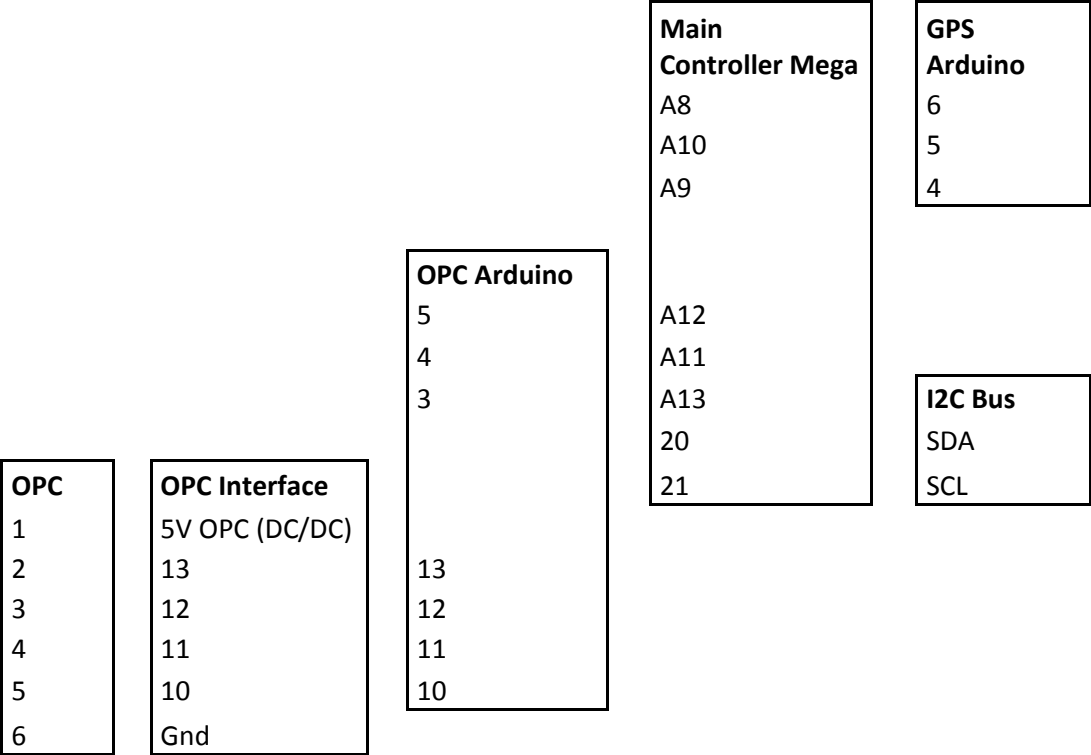 Main
Controller Mega
A8
A10
A9
A12
A11
A13
20
21
GPS
Arduino
6
5
4
OPC Arduino
5
4
3
13
12
11
10
I2C Bus
SDA
SCL
OPC
1
2
3
4
5
6
OPC Interface
5V OPC (DC/DC)
13
12
11
10
Gnd